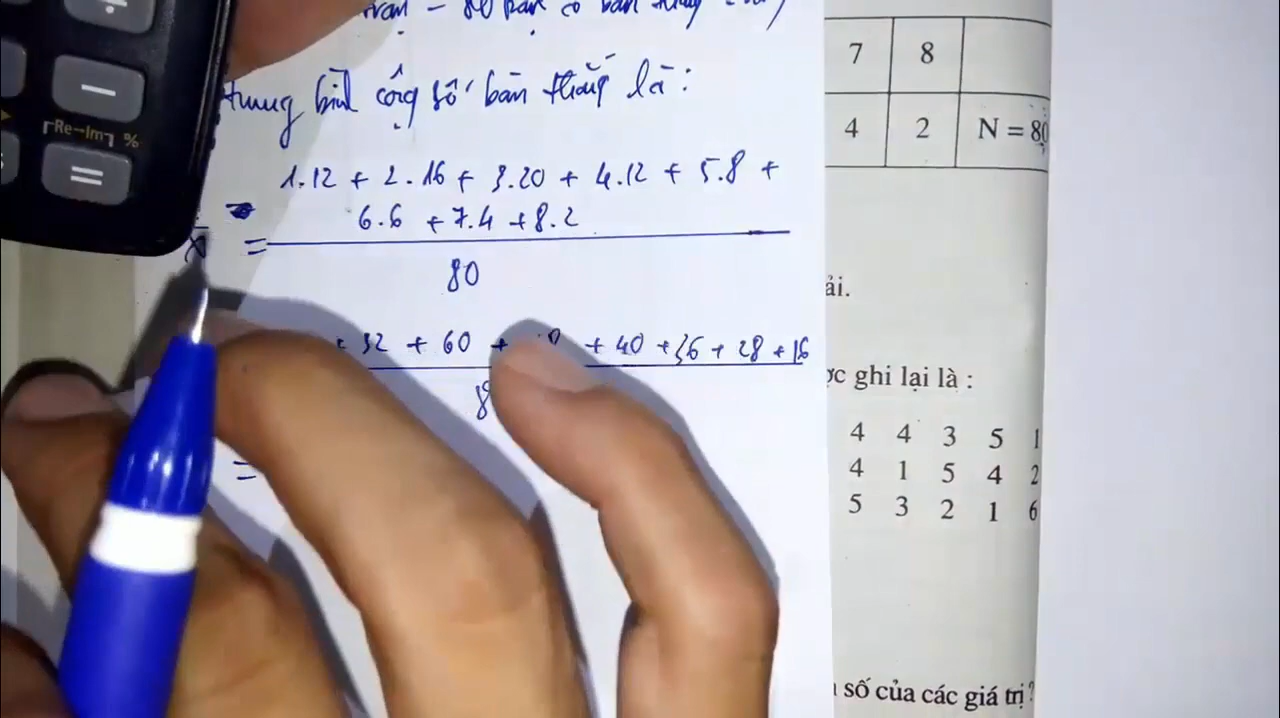 80 bàn
trung bình cộng số bàn thắng là:
1.12 + 2.16 + 3.20 + 4.12 + 5.8 +
6.6 + 7.4 + 8.2
x =
80
32 + 60 + + 40 + 36 + 28 + 16
8
=
Re-Im %
7 8
4 2 N = 80
ải.
ợc ghi lại là :
4 4 3 5 1
4 1 5 4 2
5 3 2 1 6
số của các giá trị ?